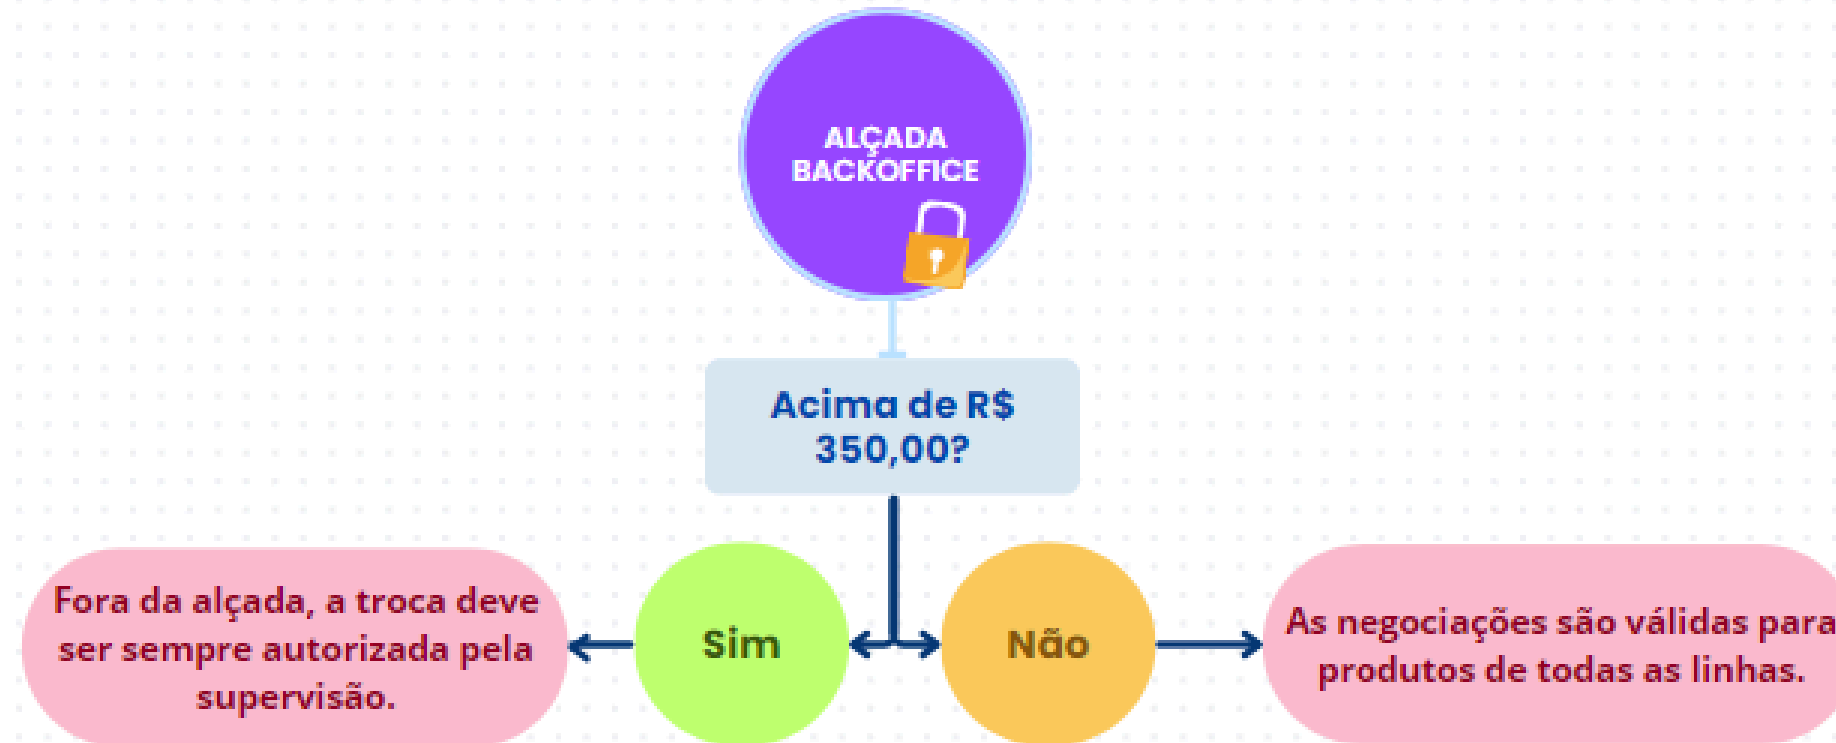 ALÇADA
BACKOFFICE
Acima de R$
350,00?
Fora da alçada, a troca deve
ser sempre autorizada pela
supervisão.
Sim
Não
As negociações são válidas para
produtos de todas as linhas.